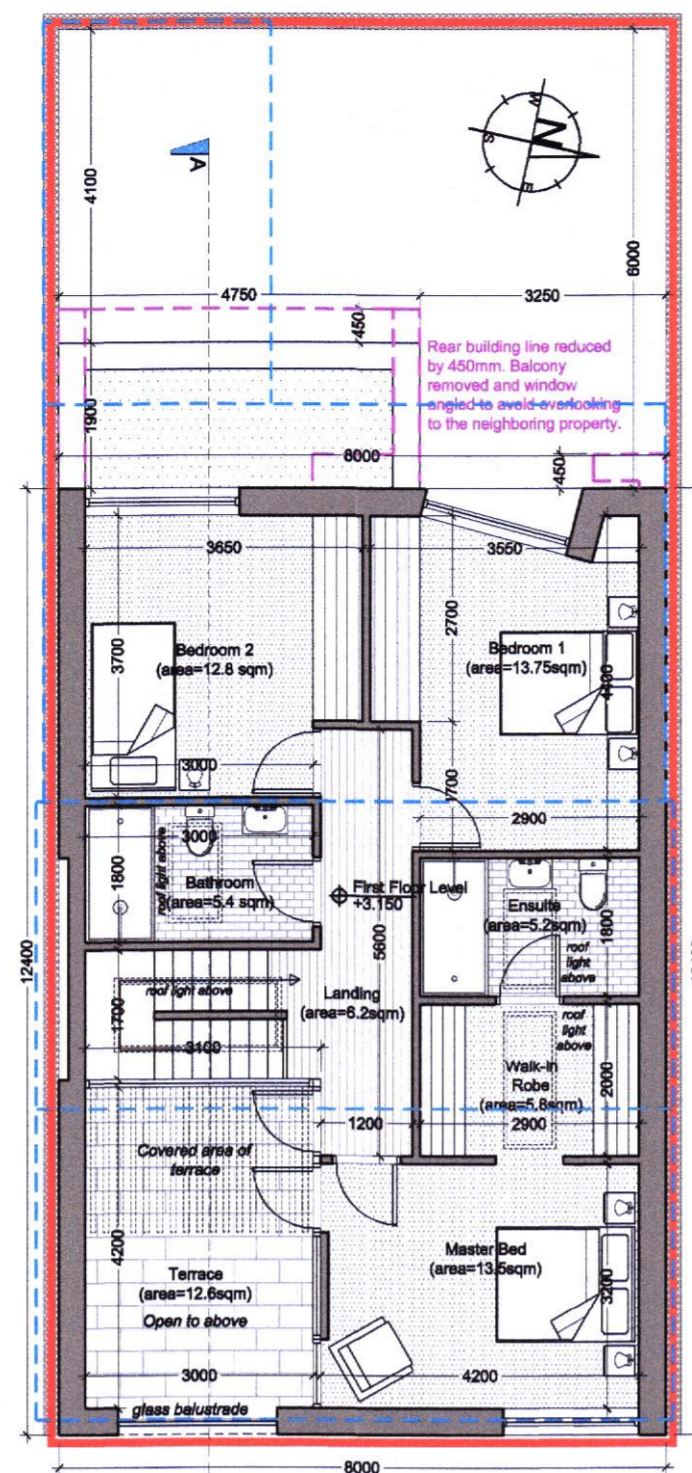 4100
A
W
N
S
E
6000
4750
3250
450
Rear building line reduced
by 450mm. Balcony
removed and window
angled to avoid overlooking
to the neighboring property.
1900
8000
450
3650
3550
3700
2700
Bedroom 2
(area=12.8 sqm)
Bedroom 1
(area=13.75sqm)
4400
3000
1700
2900
3000
1800
roof light above
Bathroom
(area=5.4 sqm)
First Floor Level
+3.150
Ensuite
(area=5.2sqm)
1800
roof
light
above
12400
5600
1700
roof light above
Landing
(area=6.2sqm)
3100
roof
light
above
Walk-in
Robe
(area=5.8sqm)
2000
1200
2900
Covered area of
terrace
4200
Terrace
(area=12.6sqm)
Open to above
Master Bed
(area=13.5sqm)
3200
3000
4200
glass balustrade
8000